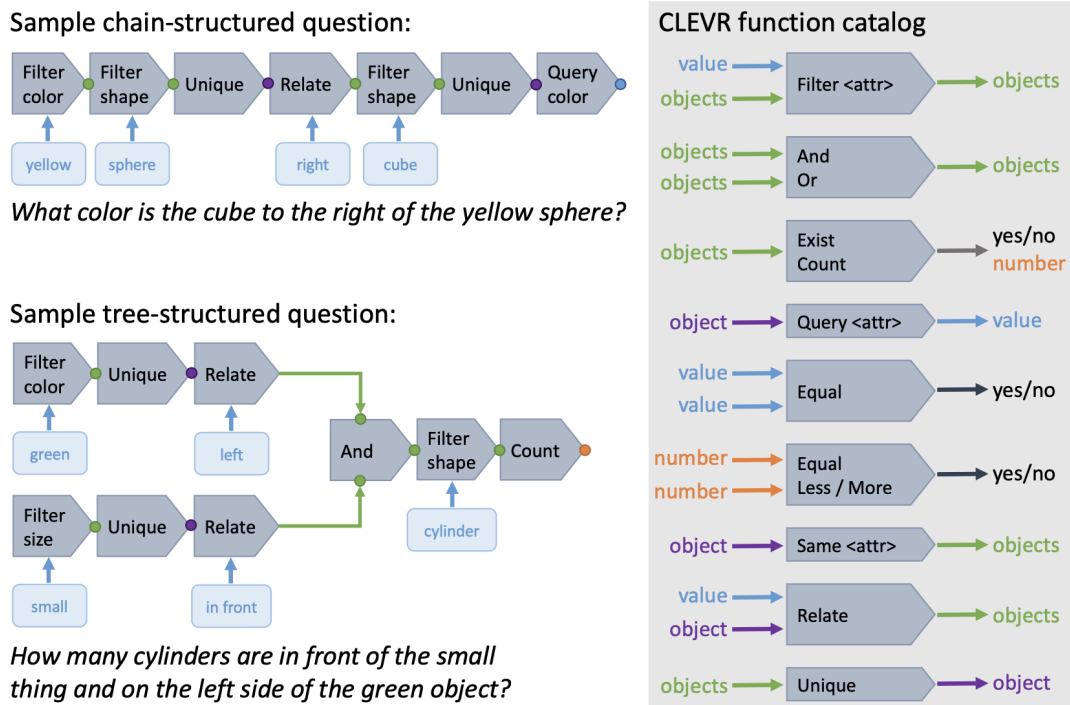 Sample chain-structured question:
Filter color
Filter shape
Unique
Relate
Filter shape
Unique
Query color
yellow
sphere
right
cube
What color is the cube to the right of the yellow sphere?
Sample tree-structured question:
Filter color
Unique
Relate
green
left
And
Filter shape
Count
cylinder
Filter size
Unique
Relate
small
in front
How many cylinders are in front of the small
thing and on the left side of the green object?
CLEVR function catalog
value
objects
Filter <attr>
objects
objects
objects
And
Or
objects
objects
Exist
Count
yes/no
number
object
Query <attr>
value
value
value
Equal
yes/no
number
number
Equal
Less / More
yes/no
object
Same <attr>
objects
value
object
Relate
objects
objects
Unique
object